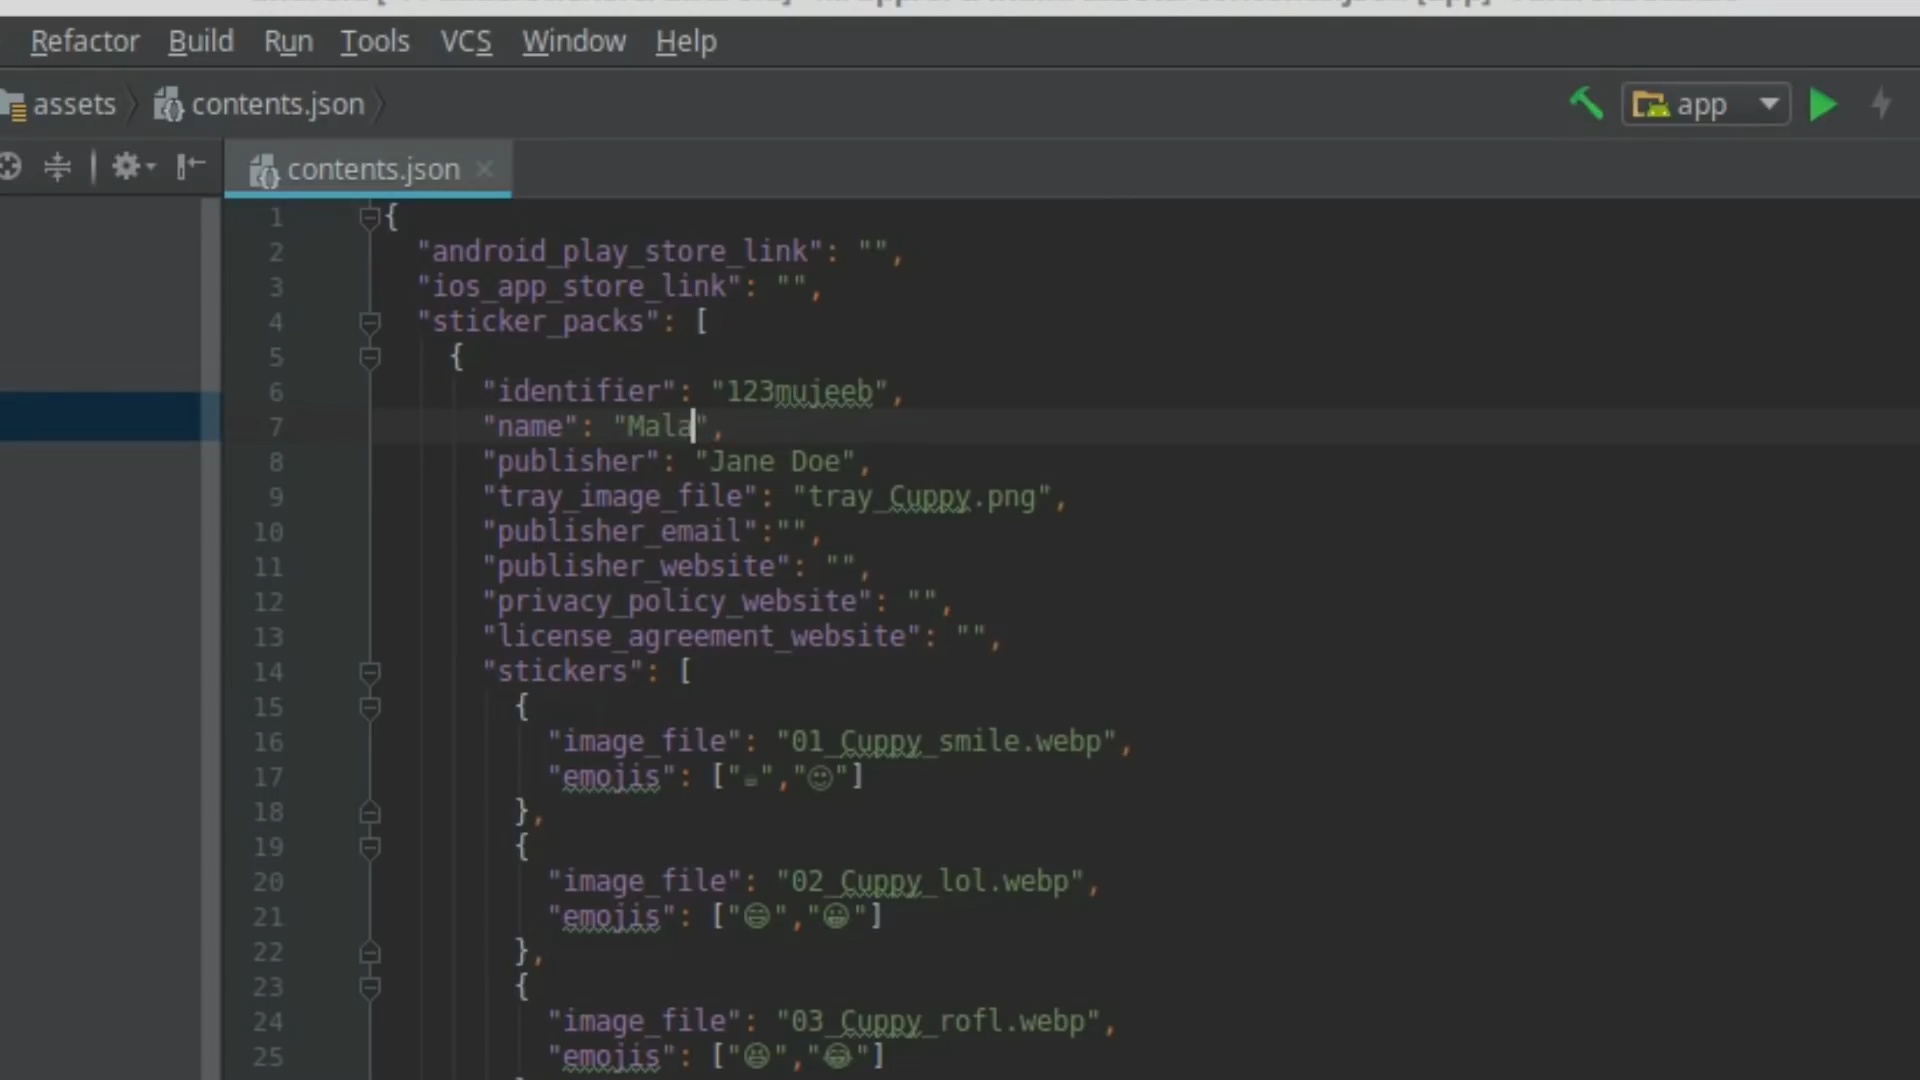 Refactor Build Run Tools VCS Window Help
assets contents.json app
contents.json
1 {
2 "android_play_store_link": "",
3 "ios_app_store_link": "",
4 "sticker_packs": [
5 {
6 "identifier": "123mujeeb",
7 "name": "Mala",
8 "publisher": "Jane Doe",
9 "tray_image_file": "tray_Cuppy.png",
10 "publisher_email":"",
11 "publisher_website": "",
12 "privacy_policy_website": "",
13 "license_agreement_website": "",
14 "stickers": [
15 {
16 "image_file": "01_Cuppy_smile.webp",
17 "emojis": ["☕","🙂"]
18 },
19 {
20 "image_file": "02_Cuppy_lol.webp",
21 "emojis": ["😄","😀"]
22 },
23 {
24 "image_file": "03_Cuppy_rofl.webp",
25 "emojis": ["😆","😂"]